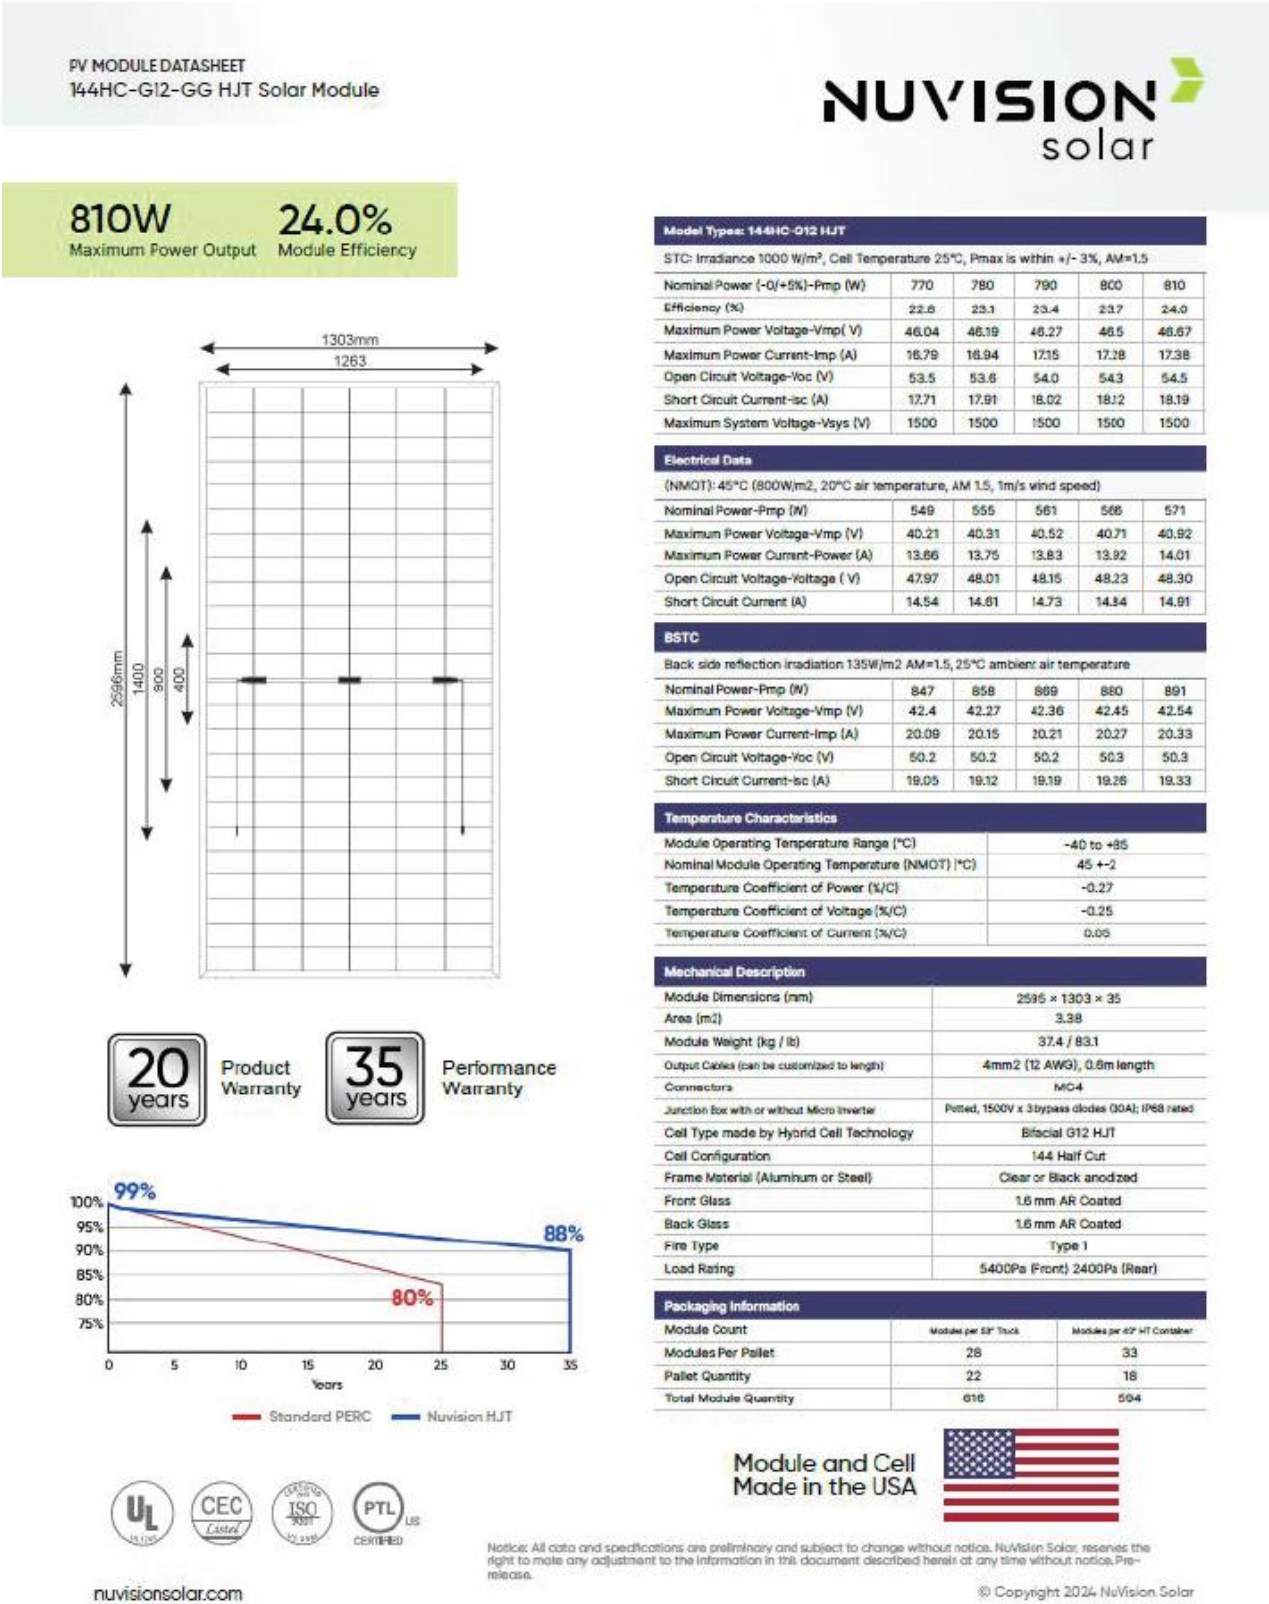 PV MODULE DATASHEET
144HC-G12-GG HJT Solar Module
NUVISION
solar
810W 24.0%
Maximum Power Output Module Efficiency
1303mm
1263
2596mm
1400
900
400
20 years Product Warranty
35 years Performance Warranty
99%
88%
80%
100%
95%
90%
85%
80%
75%
0 5 10 15 20 25 30 35
Years
Standard PERC Nuvision HJT
UL
CEC
Listed
ISO
9001
PTL
US
CERTIFIED
nuvisionsolar.com
Model Types: 144HC-G12 HJT
STC: Irradiance 1000 W/m², Cell Temperature 25°C, Pmax is within +/- 3%, AM=1.5
Nominal Power (-0/+5%)-Pmp (W) 770 780 790 800 810
Efficiency (%) 22.8 23.1 23.4 23.7 24.0
Maximum Power Voltage-Vmp( V) 46.04 46.19 46.27 46.5 46.67
Maximum Power Current-Imp (A) 16.79 16.94 17.15 17.28 17.38
Open Circuit Voltage-Voc (V) 53.5 53.6 54.0 54.3 54.5
Short Circuit Current-isc (A) 17.71 17.91 18.02 18.12 18.19
Maximum System Voltage-Vsys (V) 1500 1500 1500 1500 1500
Electrical Data
(NMOT): 45°C (800W/m2, 20°C air temperature, AM 1.5, 1m/s wind speed)
Nominal Power-Pmp (W) 549 555 561 566 571
Maximum Power Voltage-Vmp (V) 40.21 40.31 40.52 40.71 40.92
Maximum Power Current-Power (A) 13.66 13.75 13.83 13.92 14.01
Open Circuit Voltage-Voltage ( V) 47.97 48.01 48.15 48.23 48.30
Short Circuit Current (A) 14.54 14.61 14.73 14.84 14.91
BSTC
Back side reflection irradiation 135W/m2 AM=1.5, 25°C ambient air temperature
Nominal Power-Pmp (W) 847 858 869 880 891
Maximum Power Voltage-Vmp (V) 42.4 42.27 42.36 42.45 42.54
Maximum Power Current-Imp (A) 20.09 20.15 20.21 20.27 20.33
Open Circuit Voltage-Voc (V) 50.2 50.2 50.2 50.3 50.3
Short Circuit Current-isc (A) 19.05 19.12 19.19 19.26 19.33
Temperature Characteristics
Module Operating Temperature Range (°C) -40 to +85
Nominal Module Operating Temperature (NMOT) (°C) 45 +-2
Temperature Coefficient of Power (%/C) -0.27
Temperature Coefficient of Voltage (%/C) -0.25
Temperature Coefficient of Current (%/C) 0.05
Mechanical Description
Module Dimensions (mm) 2595 × 1303 × 35
Area (m2) 3.38
Module Weight (kg / lb) 37.4 / 83.1
Output Cables (can be customized to length) 4mm2 (12 AWG), 0.6m length
Connectors MC4
Junction Box with or without Micro Inverter Potted, 1500V x 3 bypass diodes (30A); IP68 rated
Cell Type made by Hybrid Cell Technology Bifacial G12 HJT
Cell Configuration 144 Half Cut
Frame Material (Aluminum or Steel) Clear or Black anodized
Front Glass 1.6 mm AR Coated
Back Glass 1.6 mm AR Coated
Fire Type Type 1
Load Rating 5400Pa (Front) 2400Pa (Rear)
Packaging Information
Module Count Modules per 53" Truck Modules per 40" HT Container
Modules Per Pallet 28 33
Pallet Quantity 22 18
Total Module Quantity 616 594
Module and Cell
Made in the USA
Notice: All data and specifications are preliminary and subject to change without notice. NuVision Solar, reserves the
right to make any adjustment to the information in this document described herein at any time without notice. Pre-
release.
© Copyright 2024 NuVision Solar